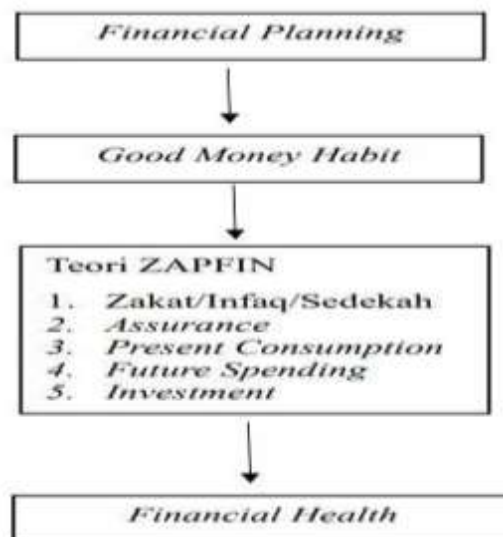 Financial Planning
Good Money Habit
Teori ZAPFIN
1. Zakat/Infaq/Sedekah
2. Assurance
3. Present Consumption
4. Future Spending
5. Investment
Financial Health